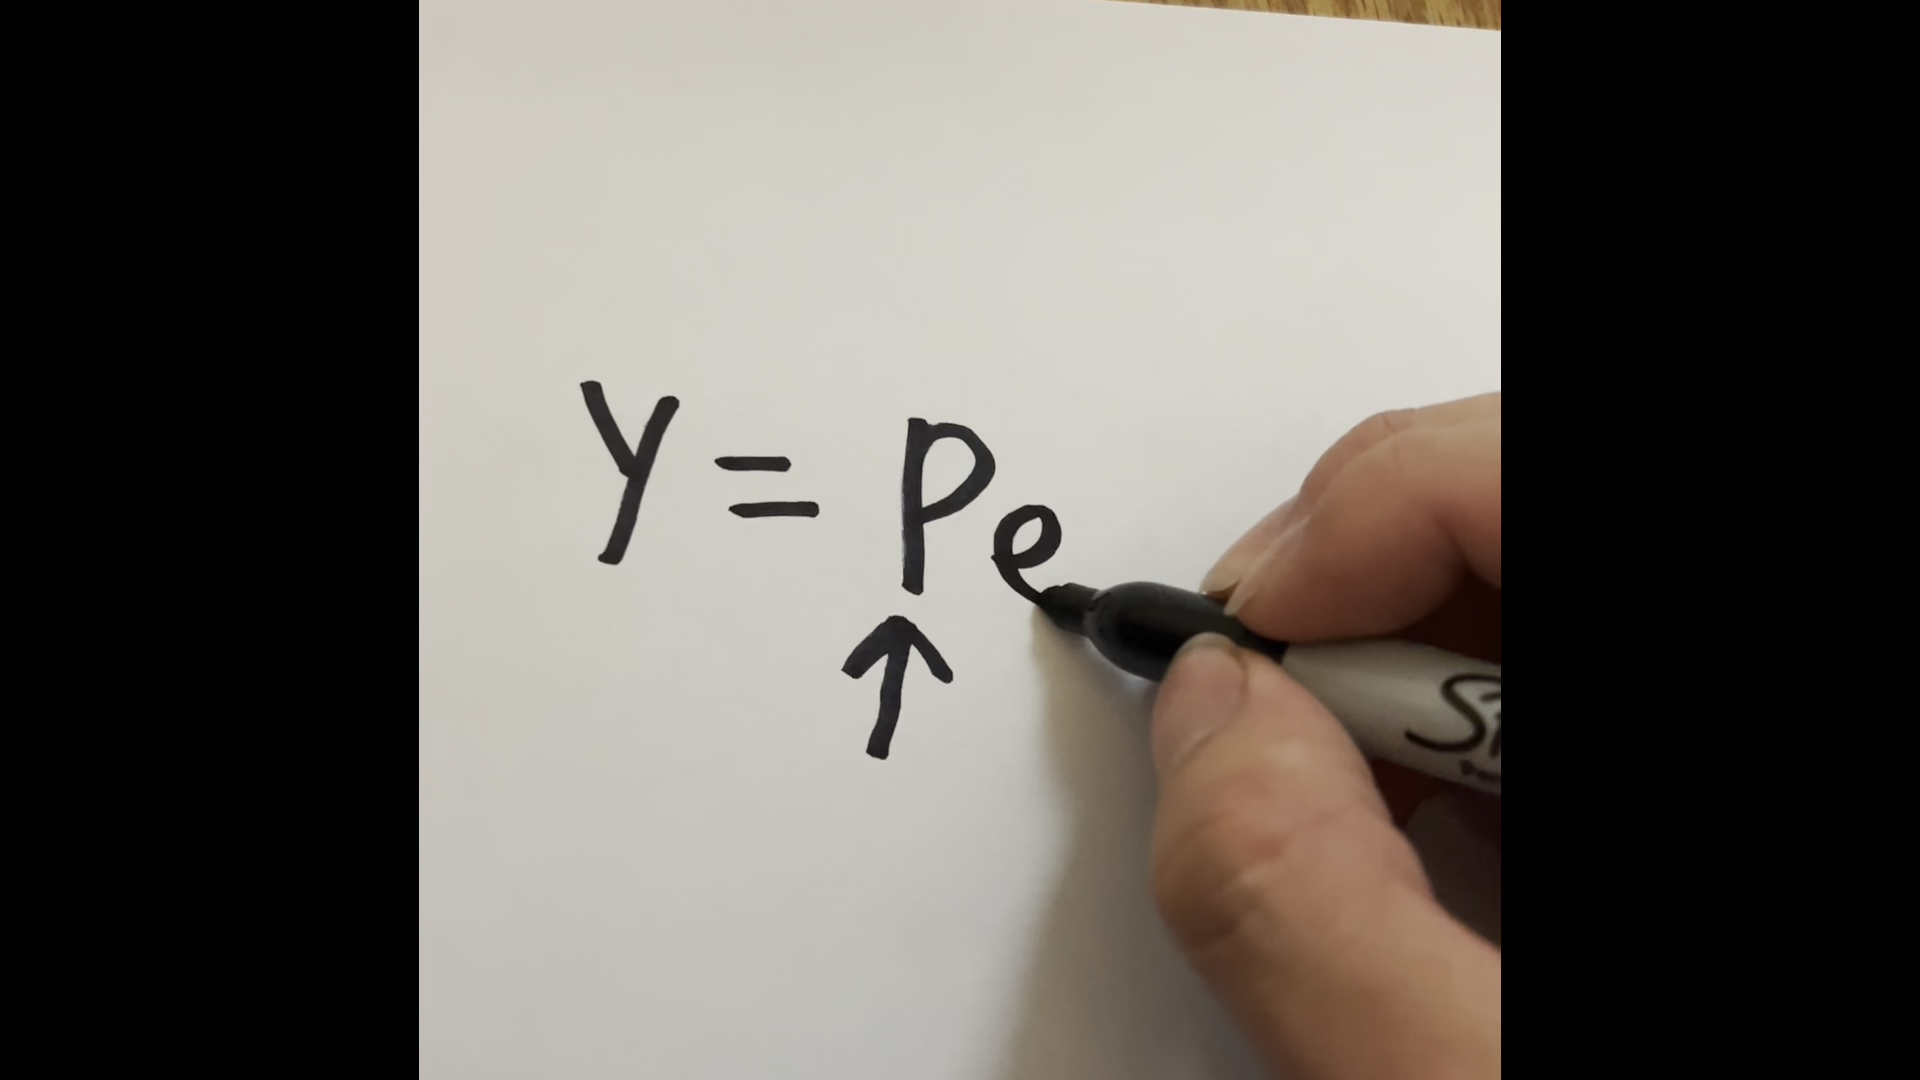 Y = Pe
↑